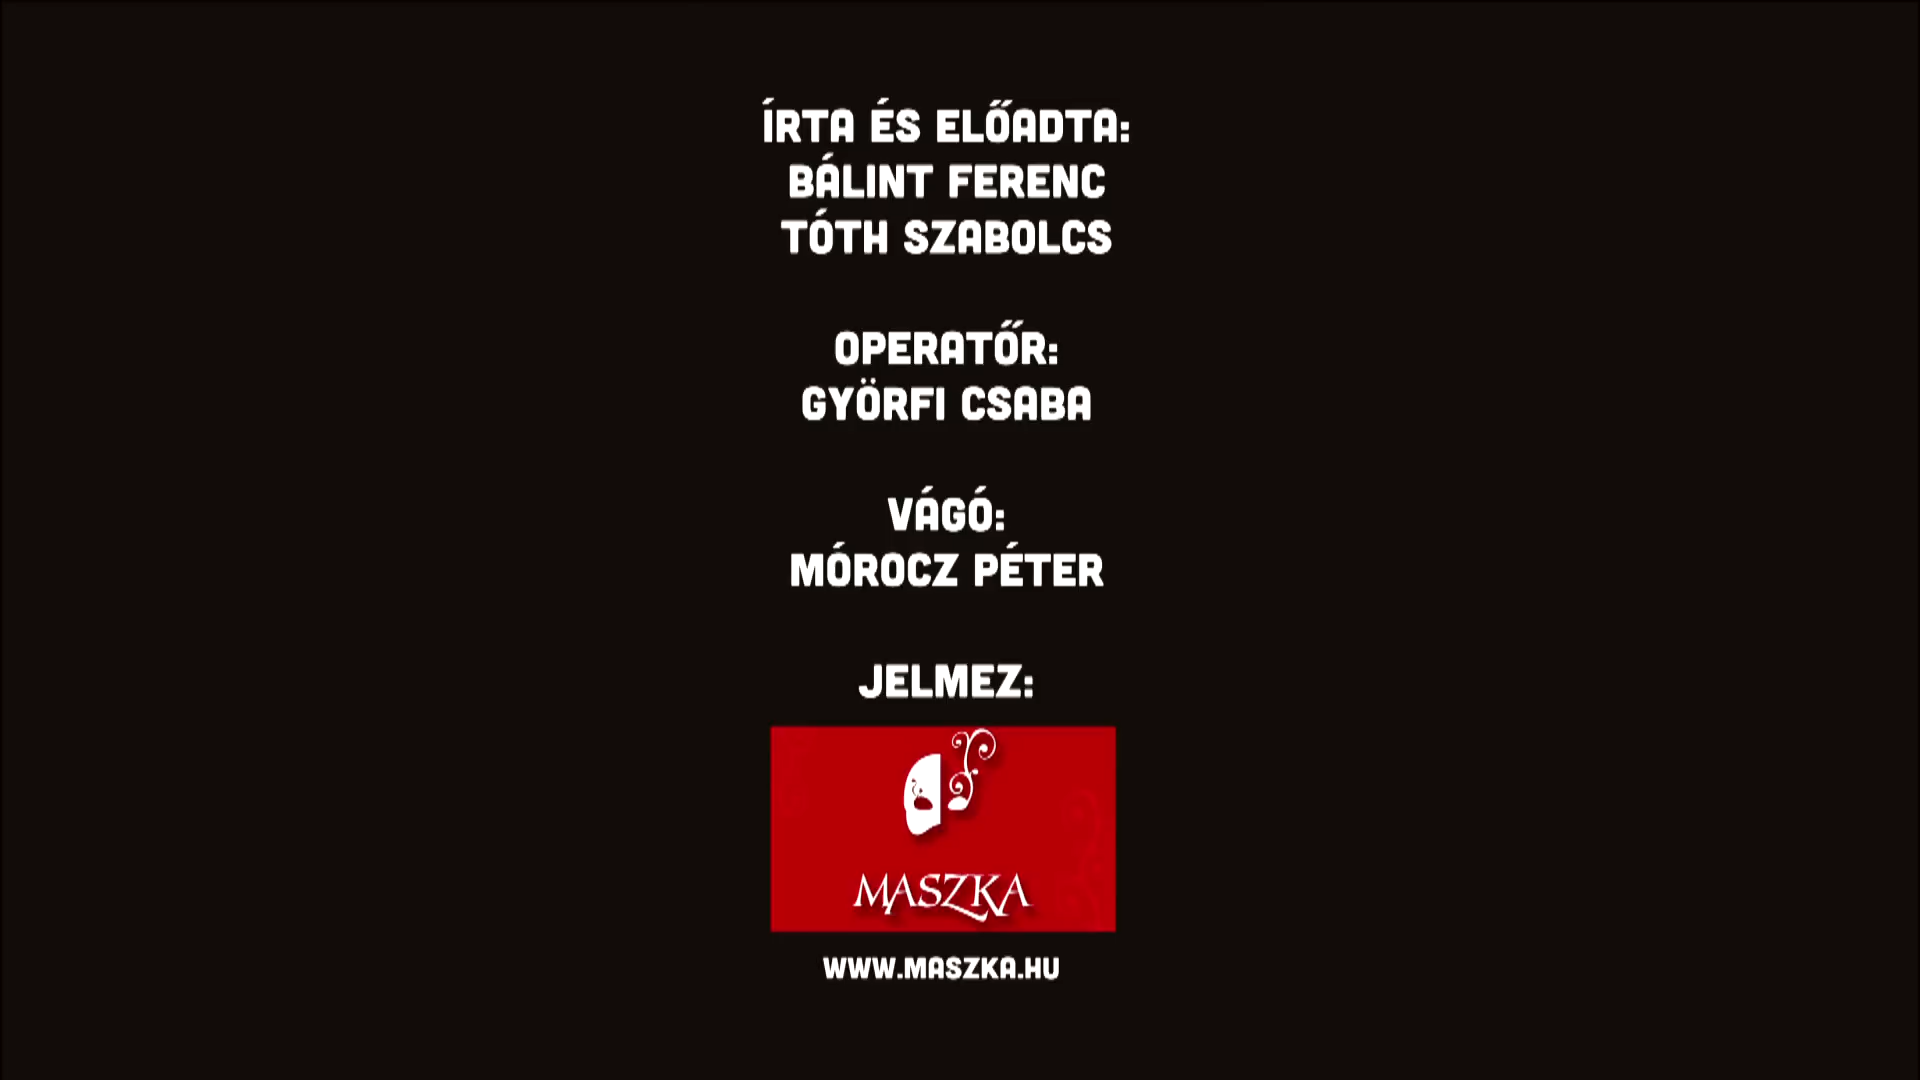 ÍRTA ÉS ELŐADTA:
BÁLINT FERENC
TÓTH SZABOLCS
OPERATŐR:
GYÖRFI CSABA
VÁGÓ:
MÓROCZ PÉTER
JELMEZ:
MASZKA
WWW.MASZKA.HU